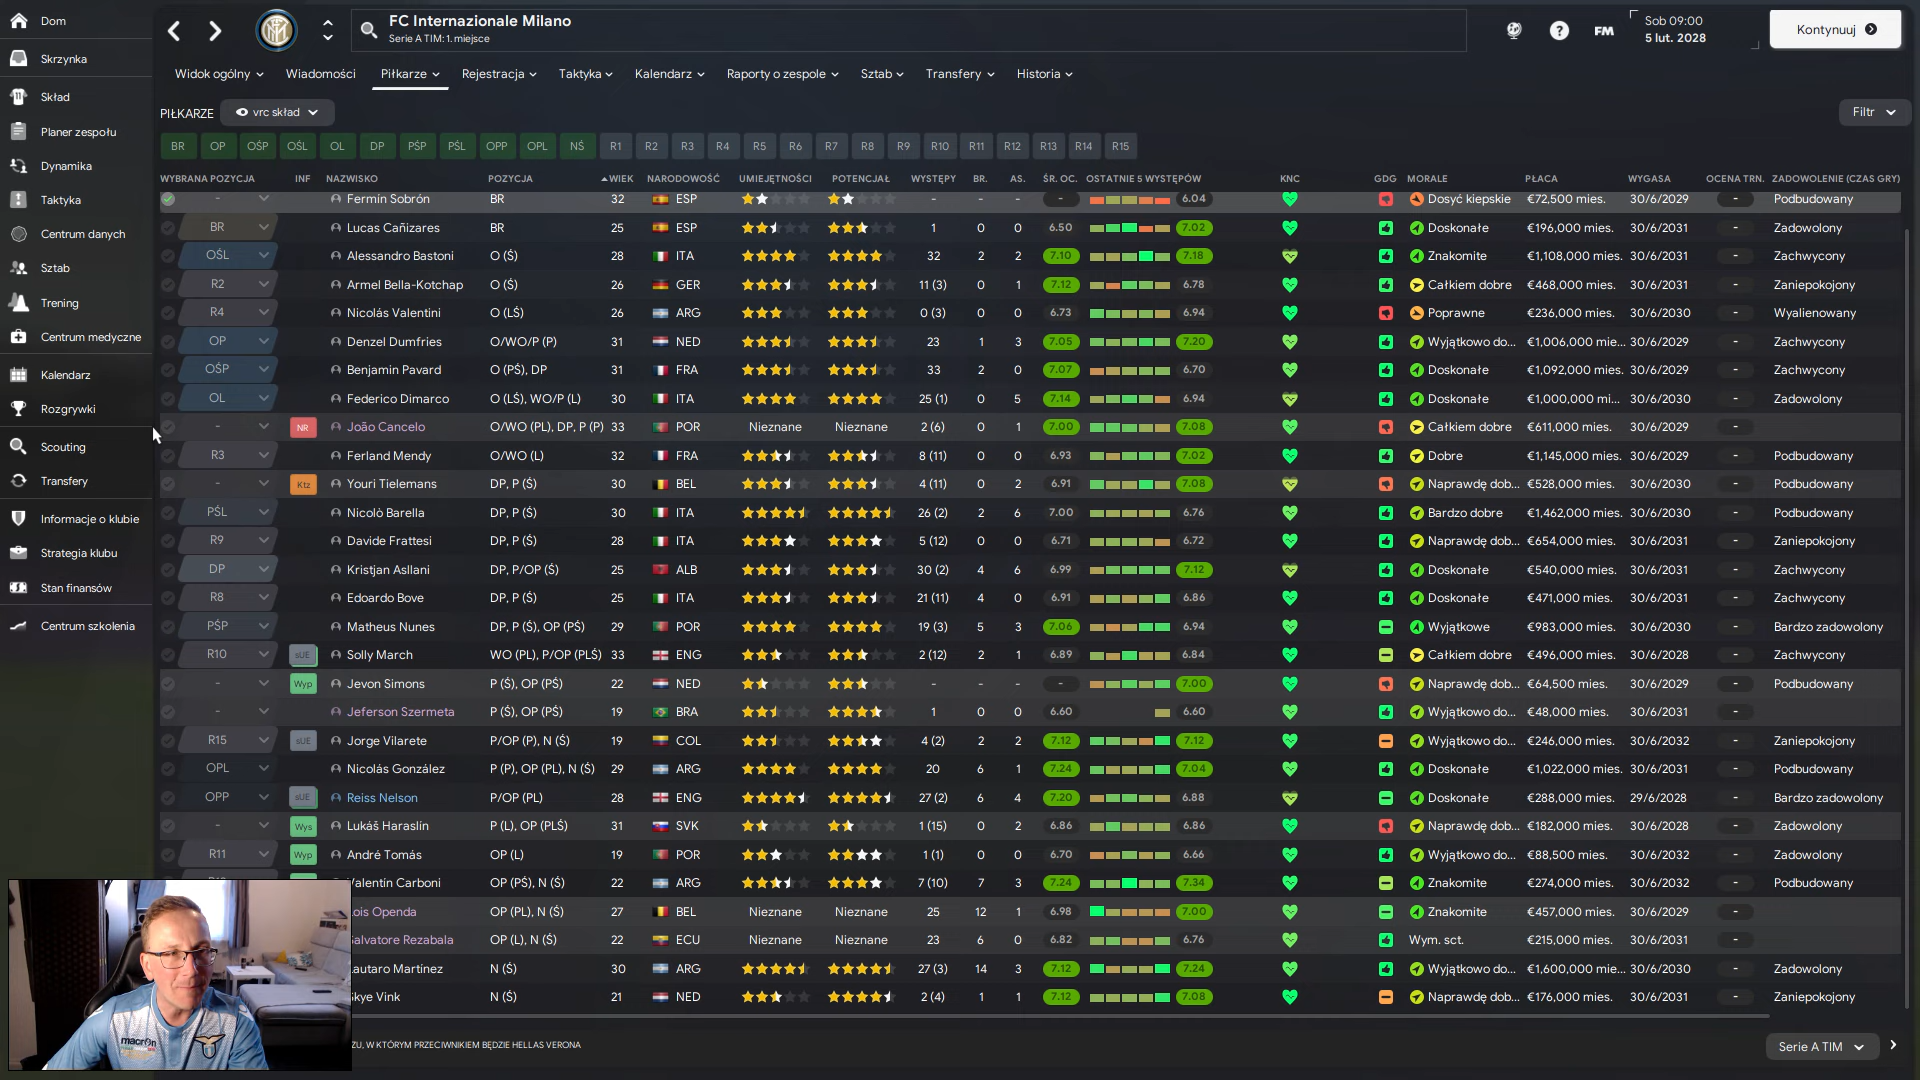 Dom
Skrzynka
Skład
Planer zespołu
Dynamika
Taktyka
Centrum danych
Sztab
Trening
Centrum medyczne
Kalendarz
Rozgrywki
Scouting
Transfery
Informacje o klubie
Strategia klubu
Stan finansów
Centrum szkolenia
FC Internazionale Milano
Serie A TIM: 1. miejsce
FM
Sob 09:00
5 lut. 2028
Kontynuuj
Widok ogólny Wiadomości Piłkarze Rejestracja Taktyka Kalendarz Raporty o zespole Sztab Transfery Historia
PIŁKARZE vrc skład Filtr
BR OP OŚP OŚL OL DP PŚP PŚL OPP OPL NŚ R1 R2 R3 R4 R5 R6 R7 R8 R9 R10 R11 R12 R13 R14 R15
WYBRANA POZYCJA INF NAZWISKO POZYCJA WIEK NARODOWOŚĆ UMIEJĘTNOŚCI POTENCJAŁ WYSTĘPY BR. AS. ŚR. OC. OSTATNIE 5 WYSTĘPÓW KNC GDG MORALE PŁACA WYGASA OCENA TRN. ZADOWOLENIE (CZAS GRY)
- Fermín Sobrón BR 32 ESP - - - - 6.04 Dosyć kiepskie €72,500 mies. 30/6/2029 - Podbudowany
BR Lucas Cañizares BR 25 ESP 1 0 0 6.50 7.02 Doskonałe €196,000 mies. 30/6/2031 - Zadowolony
OŚL Alessandro Bastoni O (Ś) 28 ITA 32 2 2 7.10 7.18 Znakomite €1,108,000 mies. 30/6/2031 - Zachwycony
R2 Armel Bella-Kotchap O (Ś) 26 GER 11 (3) 0 1 7.12 6.78 Całkiem dobre €468,000 mies. 30/6/2031 - Zaniepokojony
R4 Nicolás Valentini O (LŚ) 26 ARG 0 (3) 0 0 6.73 6.94 Poprawne €236,000 mies. 30/6/2030 - Wyalienowany
OP Denzel Dumfries O/WO/P (P) 31 NED 23 1 3 7.05 7.20 Wyjątkowo do... €1,006,000 mie... 30/6/2029 - Zachwycony
OŚP Benjamin Pavard O (PŚ), DP 31 FRA 33 2 0 7.07 6.70 Doskonałe €1,092,000 mi... 30/6/2029 - Zachwycony
OL Federico Dimarco O (LŚ), WO/P (L) 30 ITA 25 (1) 0 5 7.14 6.94 Doskonałe €1,000,000 mi... 30/6/2030 - Zadowolony
- NR João Cancelo O/WO (PL), DP, P (P) 33 POR Nieznane Nieznane 2 (6) 0 1 7.00 7.08 Całkiem dobre €611,000 mies. 30/6/2029 -
R3 Ferland Mendy O/WO (L) 32 FRA 8 (11) 0 0 6.93 7.02 Dobre €1,145,000 mies. 30/6/2029 - Podbudowany
- Ktz Youri Tielemans DP, P (Ś) 30 BEL 4 (11) 0 2 6.91 7.08 Naprawdę dob... €528,000 mies. 30/6/2030 - Podbudowany
PŚL Nicolò Barella DP, P (Ś) 30 ITA 26 (2) 2 6 7.00 6.76 Bardzo dobre €1,462,000 mies. 30/6/2030 - Podbudowany
R9 Davide Frattesi DP, P (Ś) 28 ITA 5 (12) 0 0 6.71 6.72 Naprawdę dob... €654,000 mies. 30/6/2031 - Zaniepokojony
DP Kristjan Asllani DP, P/OP (Ś) 25 ALB 30 (2) 4 6 6.99 7.12 Doskonałe €540,000 mies. 30/6/2031 - Zachwycony
R8 Edoardo Bove DP, P (Ś) 25 ITA 21 (11) 4 0 6.91 6.86 Doskonałe €471,000 mies. 30/6/2031 - Zachwycony
PŚP Matheus Nunes DP, P (Ś), OP (PŚ) 29 POR 19 (3) 5 3 7.06 6.94 Wyjątkowe €983,000 mies. 30/6/2030 - Bardzo zadowolony
R10 sUE Solly March WO (PL), P/OP (PLŚ) 33 ENG 2 (12) 2 1 6.89 6.84 Całkiem dobre €496,000 mies. 30/6/2028 - Zachwycony
- Wyp Jevon Simons P (Ś), OP (PŚ) 22 NED - - - - 7.00 Naprawdę dob... €64,500 mies. 30/6/2031 - Podbudowany
- Jeferson Szermeta P (Ś), OP (PŚ) 19 BRA 1 0 0 6.60 6.60 Wyjątkowo do... €48,000 mies. 30/6/2031 -
R15 sUE Jorge Vilarete P/OP (P), N (Ś) 19 COL 4 (2) 2 2 7.12 7.12 Wyjątkowo do... €246,000 mies. 30/6/2032 - Zaniepokojony
OPL Nicolás González P (P), OP (PL), N (Ś) 29 ARG 20 6 1 7.24 7.04 Doskonałe €1,022,000 mies. 30/6/2031 - Podbudowany
OPP sUE Reiss Nelson P/OP (PL) 28 ENG 27 (2) 6 4 7.20 6.88 Doskonałe €288,000 mies. 29/6/2028 - Bardzo zadowolony
- Wys Lukáš Haraslín P (L), OP (PLŚ) 31 SVK 1 (15) 0 2 6.86 6.86 Naprawdę dob... €182,000 mies. 30/6/2028 - Zadowolony
R11 Wyp André Tomás OP (L) 19 POR 1 (1) 0 0 6.70 6.66 Wyjątkowo do... €88,500 mies. 30/6/2032 - Zadowolony
Valentín Carboni OP (PŚ), N (Ś) 22 ARG 7 (10) 7 3 7.24 7.34 Znakomite €274,000 mies. 30/6/2032 - Podbudowany
ois Openda OP (PL), N (Ś) 27 BEL Nieznane Nieznane 25 12 1 6.98 7.00 Znakomite €457,000 mies. 30/6/2029 -
Salvatore Rezabala OP (L), N (Ś) 22 ECU Nieznane Nieznane 23 6 0 6.82 6.76 Wym. sct. €215,000 mies. 30/6/2031 -
autaro Martínez N (Ś) 30 ARG 27 (3) 14 3 7.12 7.24 Wyjątkowo do... €1,600,000 mie... 30/6/2030 - Zadowolony
Skye Vink N (Ś) 21 NED 2 (4) 1 1 7.12 7.08 Naprawdę dob... €176,000 mies. 30/6/2031 - Zaniepokojony
macron
ZU, W KTÓRYM PRZECIWNIKIEM BĘDZIE HELLAS VERONA
Serie A TIM